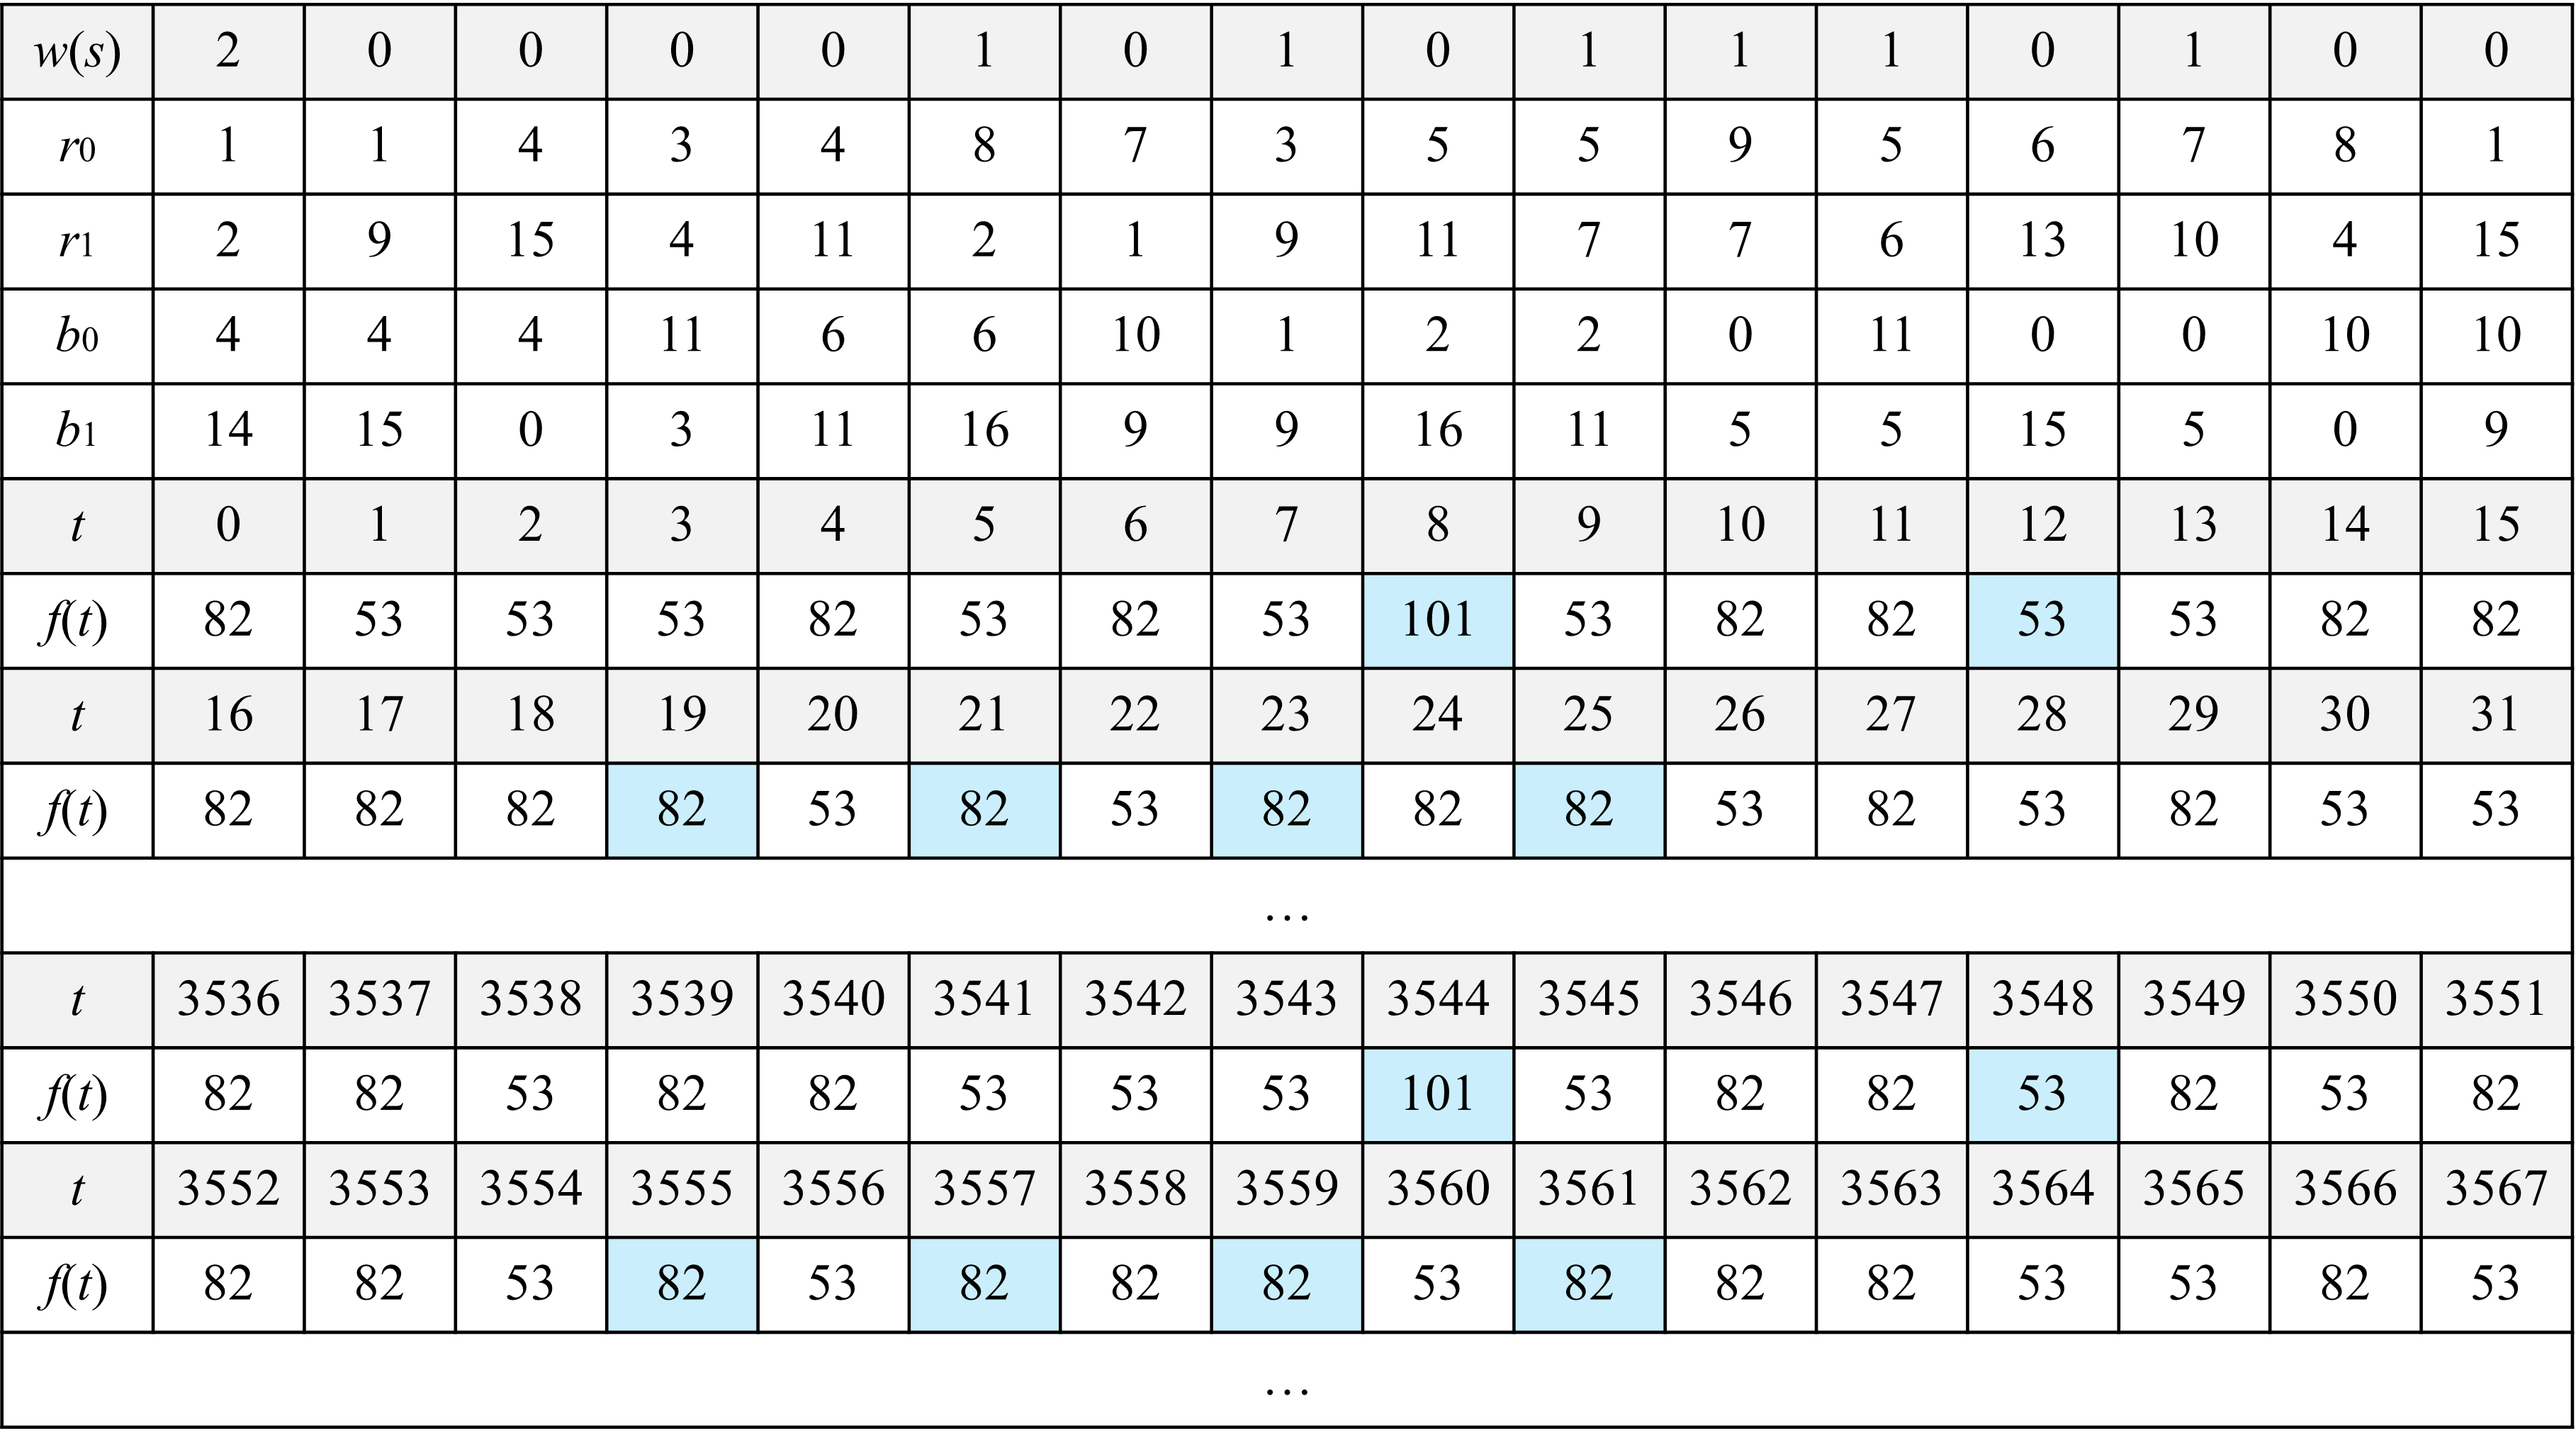 w(s) 2 0 0 0 0 1 0 1 0 1 1 1 0 1 0 0
r0 1 1 4 3 4 8 7 3 5 5 9 5 6 7 8 1
r1 2 9 15 4 11 2 1 9 11 7 7 6 13 10 4 15
b0 4 4 4 11 6 6 10 1 2 2 0 11 0 0 10 10
b1 14 15 0 3 11 16 9 9 16 11 5 5 15 5 0 9
t 0 1 2 3 4 5 6 7 8 9 10 11 12 13 14 15
f(t) 82 53 53 53 82 53 82 53 101 53 82 82 53 53 82 82
t 16 17 18 19 20 21 22 23 24 25 26 27 28 29 30 31
f(t) 82 82 82 82 53 82 53 82 82 82 53 82 53 82 53 53
…
t 3536 3537 3538 3539 3540 3541 3542 3543 3544 3545 3546 3547 3548 3549 3550 3551
f(t) 82 82 53 82 82 53 53 53 101 53 82 82 53 82 53 82
t 3552 3553 3554 3555 3556 3557 3558 3559 3560 3561 3562 3563 3564 3565 3566 3567
f(t) 82 82 53 82 53 82 82 82 53 82 82 82 53 53 82 53
…